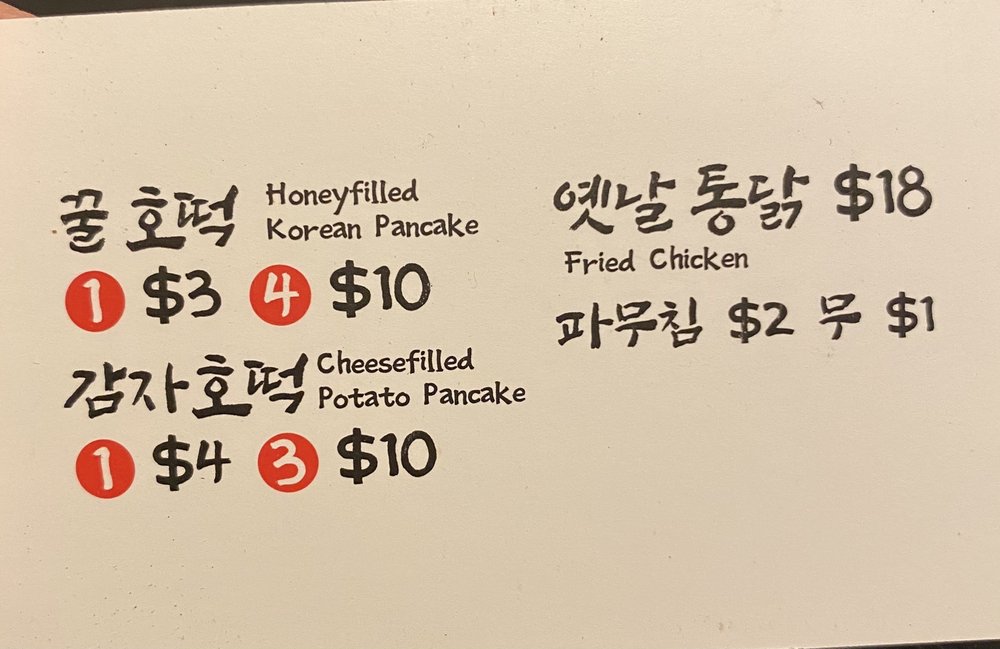 꿀 호떡 Honeyfilled
Korean Pancake
1 $3 4 $10
감자호떡 Cheesefilled
Potato Pancake
1 $4 3 $10
옛날 통닭 $18
Fried Chicken
파무침 $2 무 $1